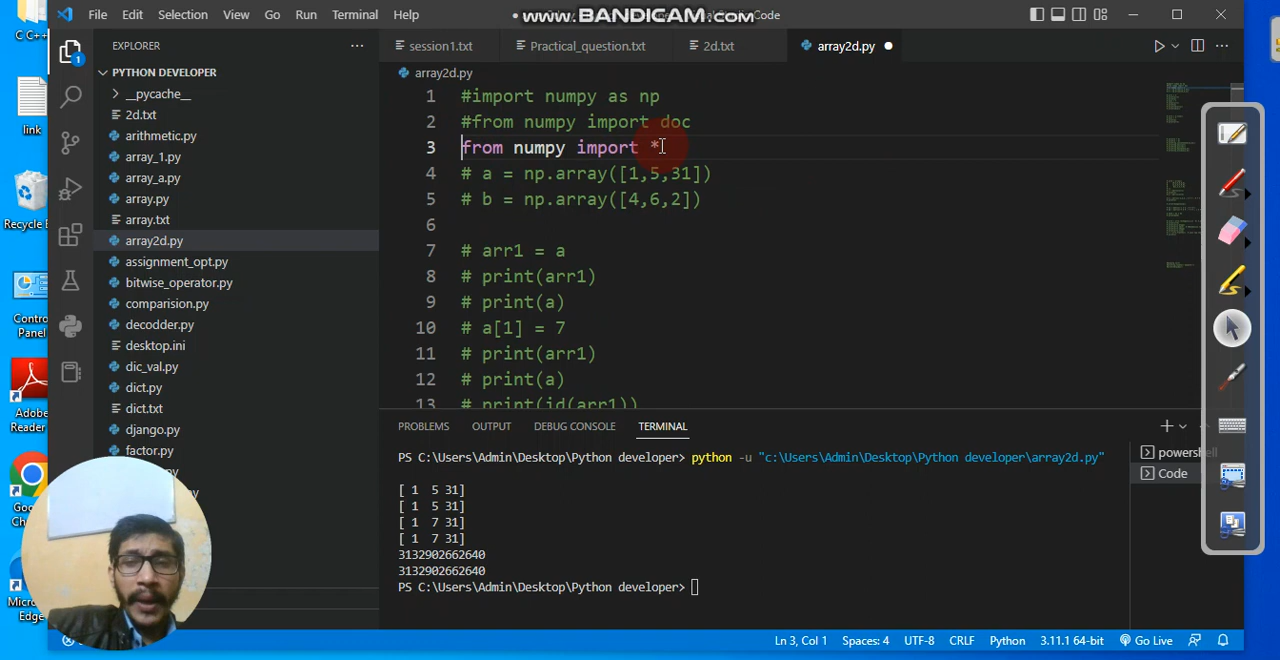 File Edit Selection View Go Run Terminal Help
www.BANDICAM.com
Code
C C++
link
Recycle
Control
Panel
Adobe
Reader
Edge
EXPLORER
PYTHON DEVELOPER
__pycache__
2d.txt
arithmetic.py
array_1.py
array_a.py
array.py
array.txt
array2d.py
assignment_opt.py
bitwise_operator.py
comparision.py
decoder.py
desktop.ini
dic_val.py
dict.py
dict.txt
django.py
factor.py
session1.txt Practical_question.txt 2d.txt array2d.py
array2d.py
1 #import numpy as np
2 #from numpy import doc
3 from numpy import *
4 # a = np.array([1,5,31])
5 # b = np.array([4,6,2])
6
7 # arr1 = a
8 # print(arr1)
9 # print(a)
10 # a[1] = 7
11 # print(arr1)
12 # print(a)
13 # print(id(arr1))
PROBLEMS OUTPUT DEBUG CONSOLE TERMINAL
PS C:\Users\Admin\Desktop\Python developer> python -u "c:\Users\Admin\Desktop\Python developer\array2d.py"
[ 1 5 31]
[ 1 5 31]
[ 1 7 31]
[ 1 7 31]
3132902662640
3132902662640
PS C:\Users\Admin\Desktop\Python developer>
powershell
Code
Ln 3, Col 1 Spaces: 4 UTF-8 CRLF Python 3.11.1 64-bit Go Live